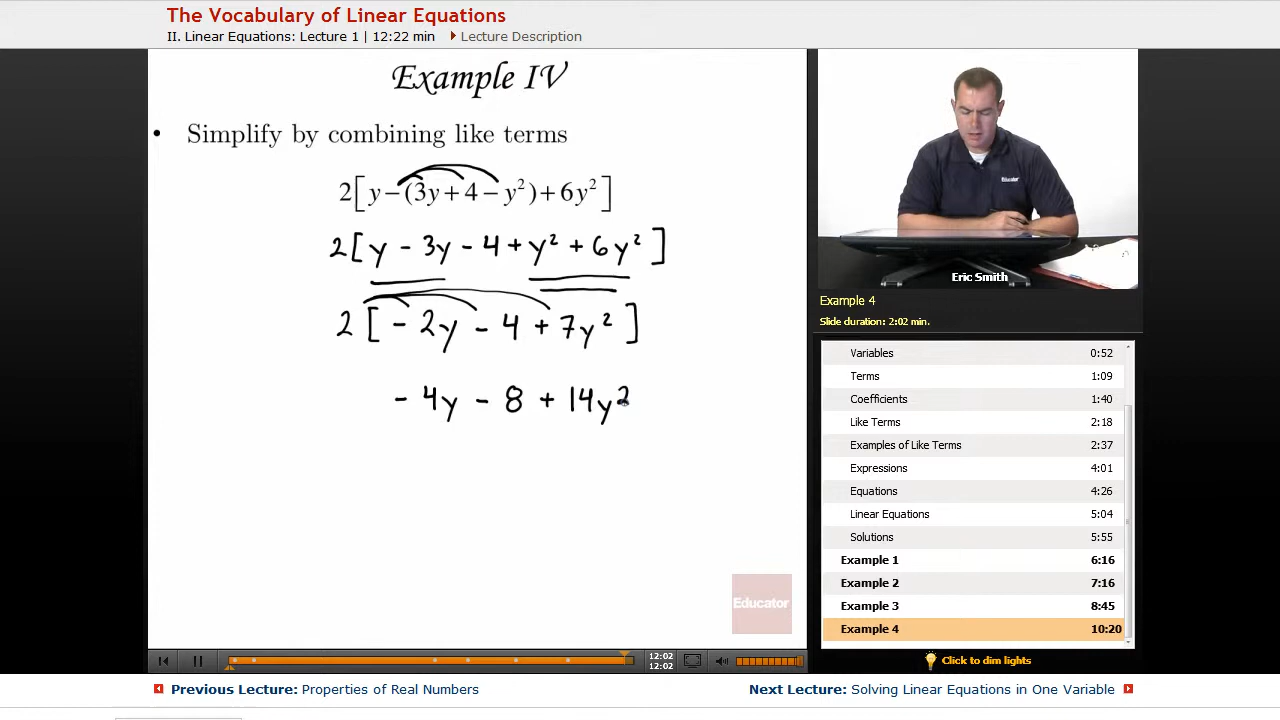 The Vocabulary of Linear Equations
II. Linear Equations: Lecture 1 | 12:22 min Lecture Description
Example IV
• Simplify by combining like terms
2[y−(3y+4−y²)+6y²]
2[y − 3y − 4 + y² + 6y²]
2[− 2y − 4 + 7y²]
− 4y − 8 + 14y²
Educator
Educator
Eric Smith
Example 4
Slide duration: 2:02 min.
Variables 0:52
Terms 1:09
Coefficients 1:40
Like Terms 2:18
Examples of Like Terms 2:37
Expressions 4:01
Equations 4:26
Linear Equations 5:04
Solutions 5:55
Example 1 6:16
Example 2 7:16
Example 3 8:45
Example 4 10:20
12:02
12:02
Click to dim lights
Previous Lecture: Properties of Real Numbers
Next Lecture: Solving Linear Equations in One Variable